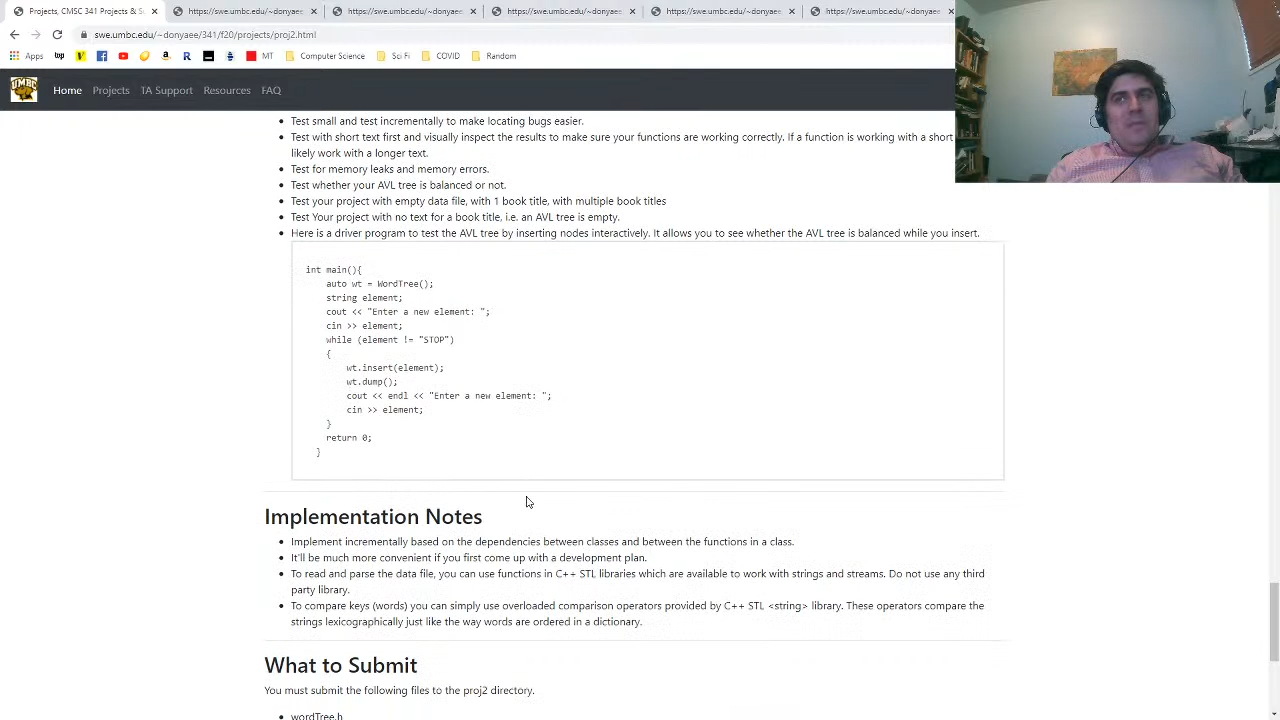 Projects, CMSC 341 Projects & S
https://swe.umbc.edu/~donyaee/
https://swe.umbc.edu/~donyaee/
https://swe.umbc.edu/~donyaee/
https://swe.umbc.edu/~donyaee/
https://swe.umbc.edu/~donyaee/
swe.umbc.edu/~donyaee/341/f20/projects/proj2.html
Apps
MT
Computer Science
Sci Fi
COVID
Random
UMBC
Home
Projects
TA Support
Resources
FAQ
Test small and test incrementally to make locating bugs easier.
Test with short text first and visually inspect the results to make sure your functions are working correctly. If a function is working with a short
likely work with a longer text.
Test for memory leaks and memory errors.
Test whether your AVL tree is balanced or not.
Test your project with empty data file, with 1 book title, with multiple book titles
Test Your project with no text for a book title, i.e. an AVL tree is empty.
Here is a driver program to test the AVL tree by inserting nodes interactively. It allows you to see whether the AVL tree is balanced while you insert.
int main(){
auto wt = WordTree();
string element;
cout << "Enter a new element: ";
cin >> element;
while (element != "STOP")
{
wt.insert(element);
wt.dump();
cout << endl << "Enter a new element: ";
cin >> element;
}
return 0;
}
Implementation Notes
Implement incrementally based on the dependencies between classes and between the functions in a class.
It'll be much more convenient if you first come up with a development plan.
To read and parse the data file, you can use functions in C++ STL libraries which are available to work with strings and streams. Do not use any third
party library.
To compare keys (words) you can simply use overloaded comparison operators provided by C++ STL <string> library. These operators compare the
strings lexicographically just like the way words are ordered in a dictionary.
What to Submit
You must submit the following files to the proj2 directory.
wordTree.h